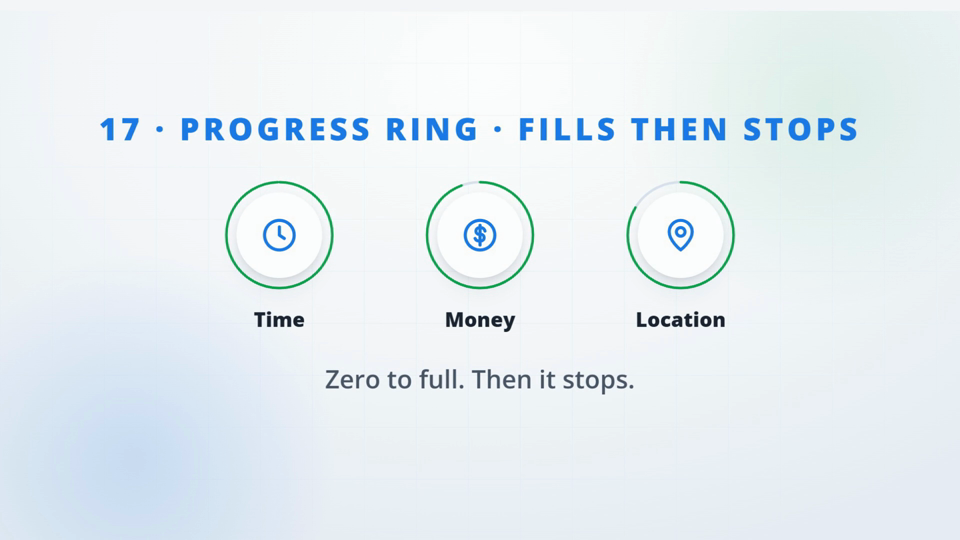 17 · PROGRESS RING · FILLS THEN STOPS
Time
Money
Location
Zero to full. Then it stops.